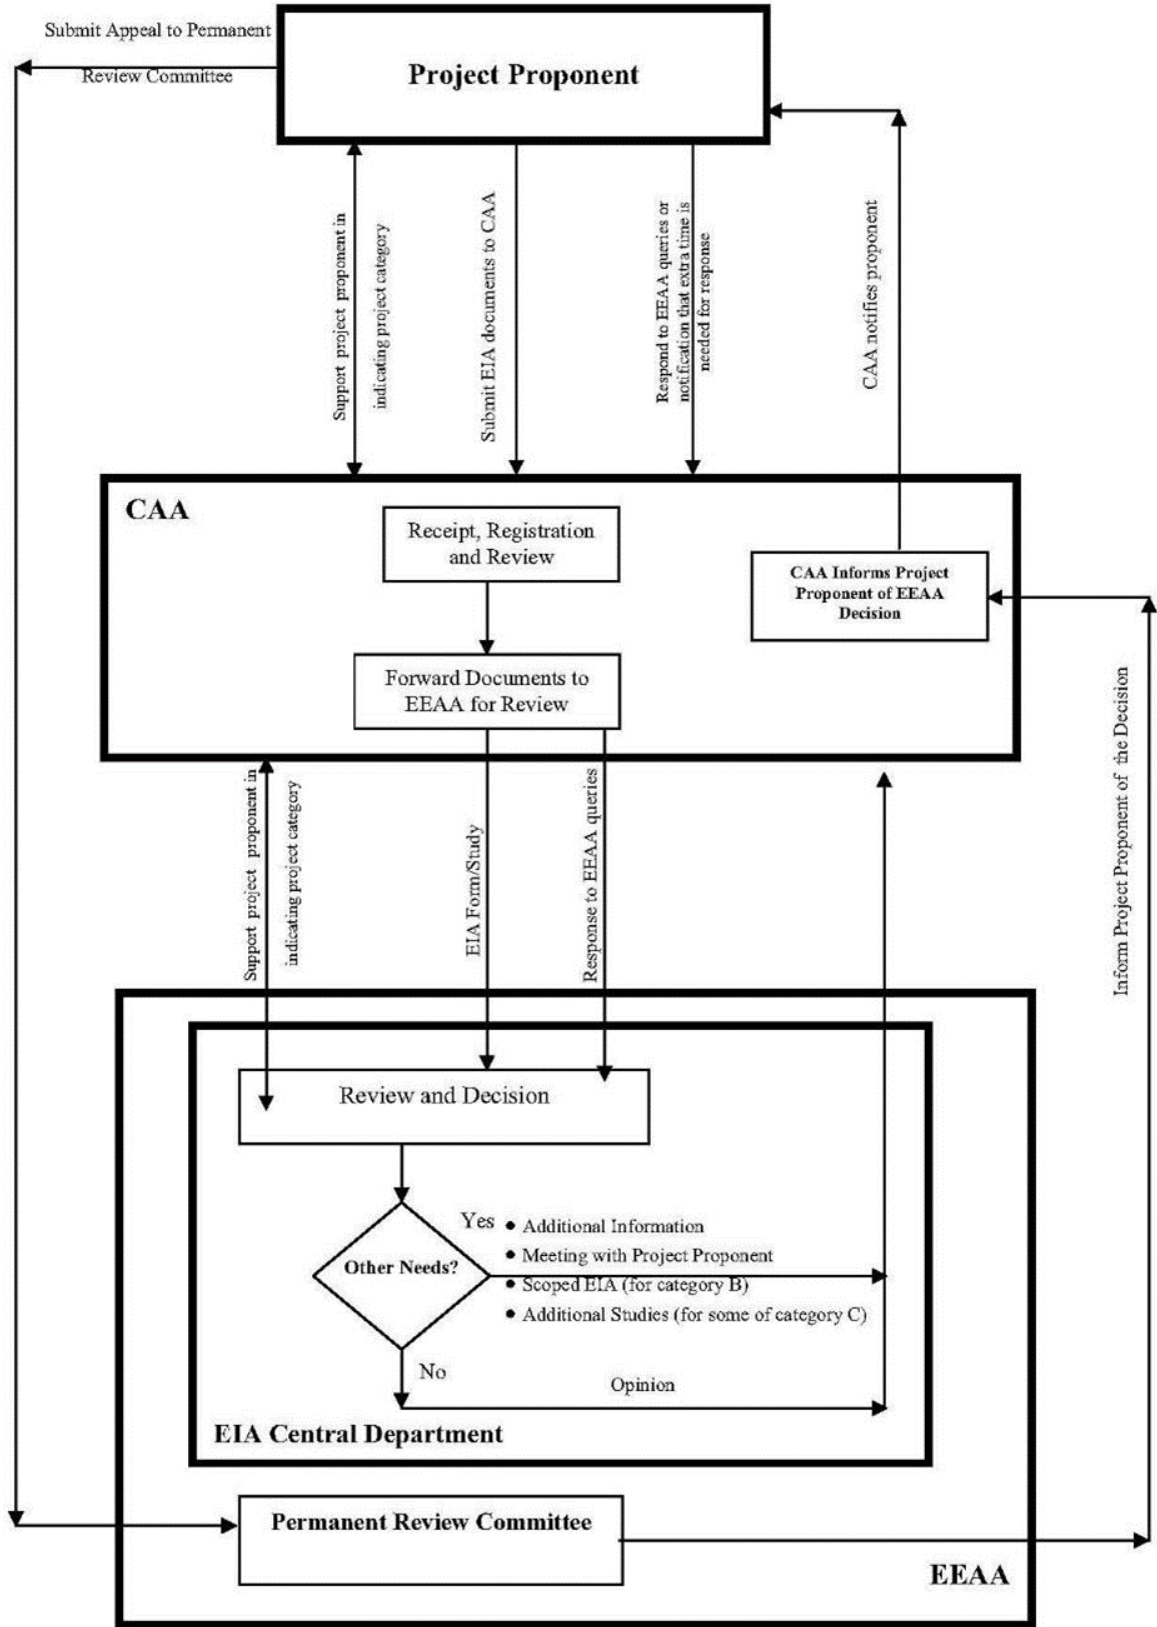 Submit Appeal to Permanent
Review Committee
Project Proponent
Support project proponent in
indicating project category
Submit EIA documents to CAA
Respond to EEAA queries or
notification that extra time is
needed for response
CAA notifies proponent
CAA
Receipt, Registration
and Review
CAA Informs Project
Proponent of EEAA
Decision
Forward Documents to
EEAA for Review
Inform Project Proponent of the Decision
Support project proponent in
indicating project category
EIA Form/Study
Response to EEAA queries
Review and Decision
Other Needs?
Yes
• Additional Information
• Meeting with Project Proponent
• Scoped EIA (for category B)
• Additional Studies (for some of category C)
No
Opinion
EIA Central Department
Permanent Review Committee
EEAA